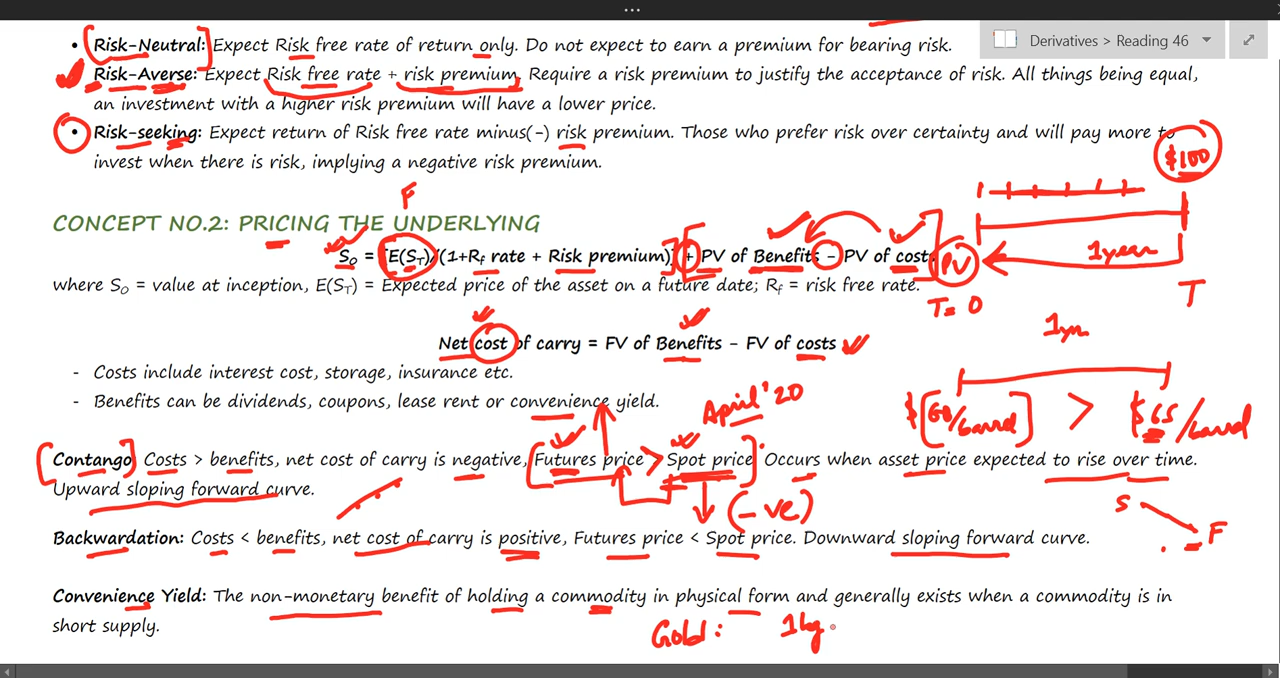 Derivatives > Reading 46
• Risk-Neutral: Expect Risk free rate of return only. Do not expect to earn a premium for bearing risk.
• Risk-Averse: Expect Risk free rate + risk premium. Require a risk premium to justify the acceptance of risk. All things being equal,
an investment with a higher risk premium will have a lower price.
• Risk-seeking: Expect return of Risk free rate minus(-) risk premium. Those who prefer risk over certainty and will pay more to
invest when there is risk, implying a negative risk premium.
$100
F
CONCEPT NO.2: PRICING THE UNDERLYING
S0 = [E(ST)/(1+Rf rate + Risk premium)] + PV of Benefits - PV of costs
PV
1 year
where S0 = value at inception, E(ST) = Expected price of the asset on a future date; Rf = risk free rate.
T = 0
T
1yr
Net cost of carry = FV of Benefits - FV of costs
- Costs include interest cost, storage, insurance etc.
- Benefits can be dividends, coupons, lease rent or convenience yield.
April '20
$[60/barrel] > $65/barrel
Contango: Costs > benefits, net cost of carry is negative, Futures price > Spot price. Occurs when asset price expected to rise over time.
Upward sloping forward curve.
(-ve)
S
F
Backwardation: Costs < benefits, net cost of carry is positive, Futures price < Spot price. Downward sloping forward curve.
Convenience Yield: The non-monetary benefit of holding a commodity in physical form and generally exists when a commodity is in
short supply.
Gold: 1kg